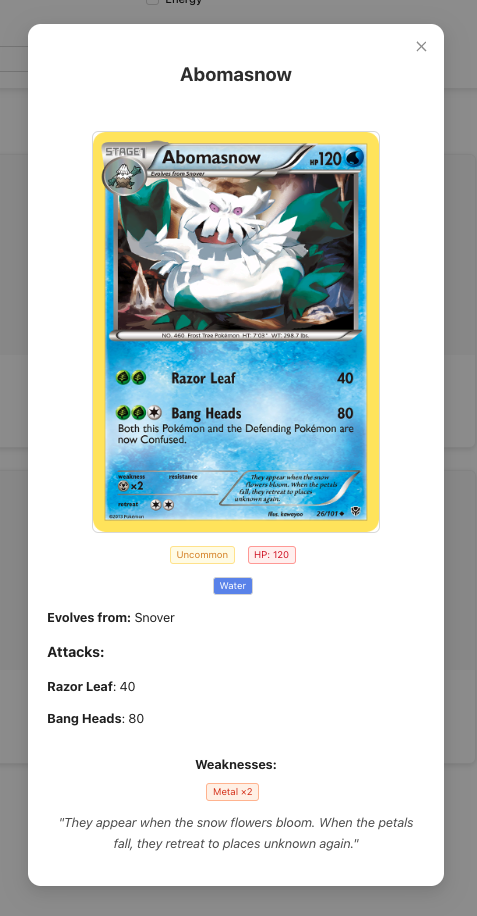 Energy
Abomasnow
STAGE1
Abomasnow
HP120
Evolves from Snover
NO. 460 Frost Tree Pokémon HT: 7'03" WT: 298.7 lbs.
Razor Leaf 40
Bang Heads 80
Both this Pokémon and the Defending Pokémon are
now Confused.
weakness resistance
×2
retreat
They appear when the snow
flowers bloom. When the petals
fall, they retreat to places
unknown again.
©2013 Pokémon
Illus. kawayoo
26/101
Uncommon
HP: 120
Water
Evolves from: Snover
Attacks:
Razor Leaf: 40
Bang Heads: 80
Weaknesses:
Metal ×2
"They appear when the snow flowers bloom. When the petals
fall, they retreat to places unknown again."